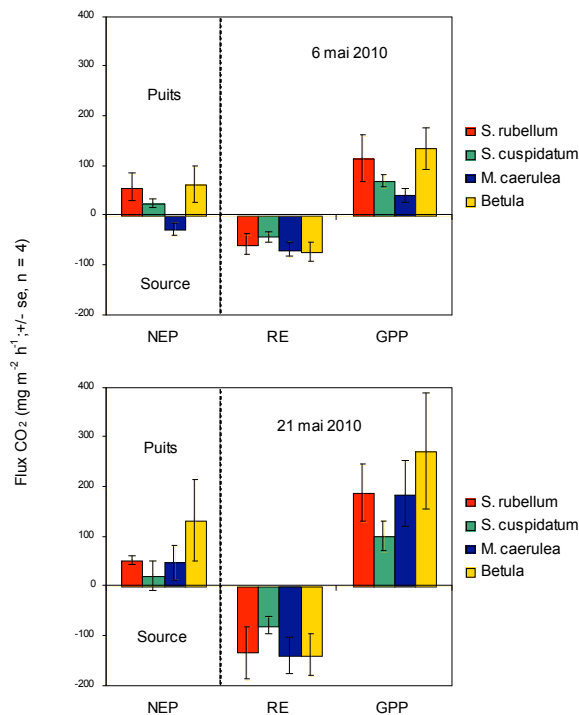 Flux CO₂ (mg m⁻² h⁻¹;+/- se, n = 4)
400
300
200
100
0
-100
-200
6 mai 2010
Puits
Source
NEP RE GPP
S. rubellum
S. cuspidatum
M. caerulea
Betula
400
300
200
100
0
-100
-200
21 mai 2010
Puits
Source
NEP RE GPP
S. rubellum
S. cuspidatum
M. caerulea
Betula